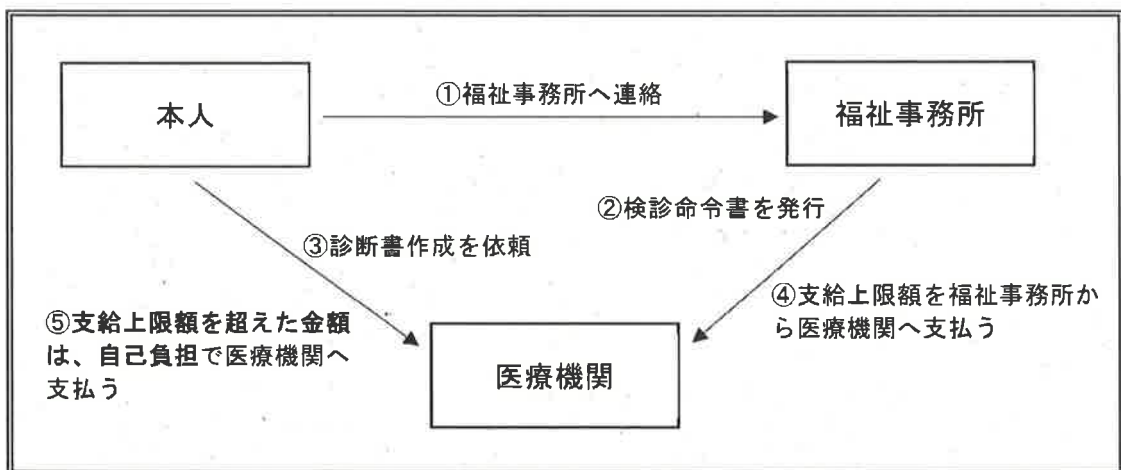 本人
①福祉事務所へ連絡
福祉事務所
②検診命令書を発行
③診断書作成を依頼
④支給上限額を福祉事務所か
ら医療機関へ支払う
⑤支給上限額を超えた金額
は、自己負担で医療機関へ
支払う
医療機関